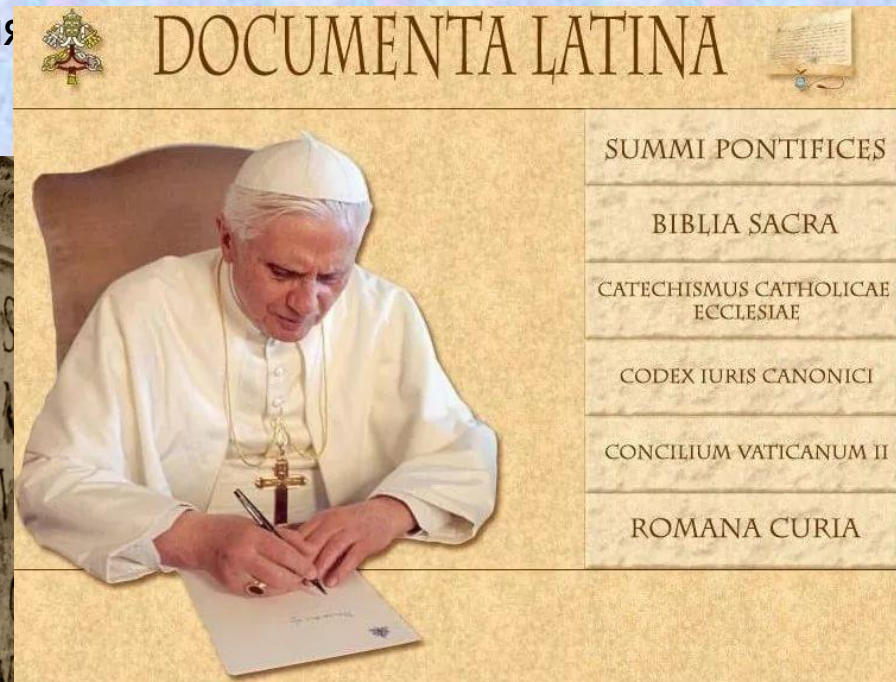 DOCUMENTA LATINA
SUMMI PONTIFICES
BIBLIA SACRA
CATECHISMUS CATHOLICAE
ECCLESIAE
CODEX IURIS CANONICI
CONCILIUM VATICANUM II
ROMANA CURIA